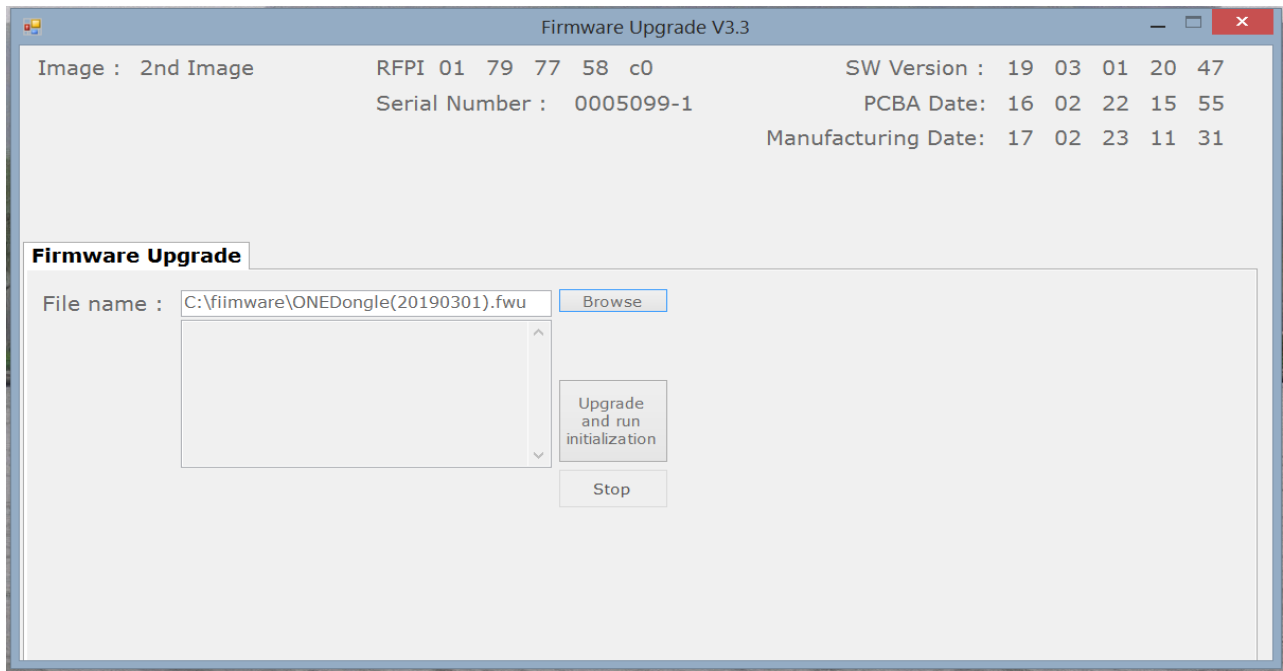 Firmware Upgrade V3.3
Image : 2nd Image RFPI 01 79 77 58 c0 SW Version : 19 03 01 20 47
Serial Number : 0005099-1 PCBA Date: 16 02 22 15 55
Manufacturing Date: 17 02 23 11 31
Firmware Upgrade
File name : C:\fiimware\ONEDongle(20190301).fwu Browse
Upgrade
and run
initialization
Stop